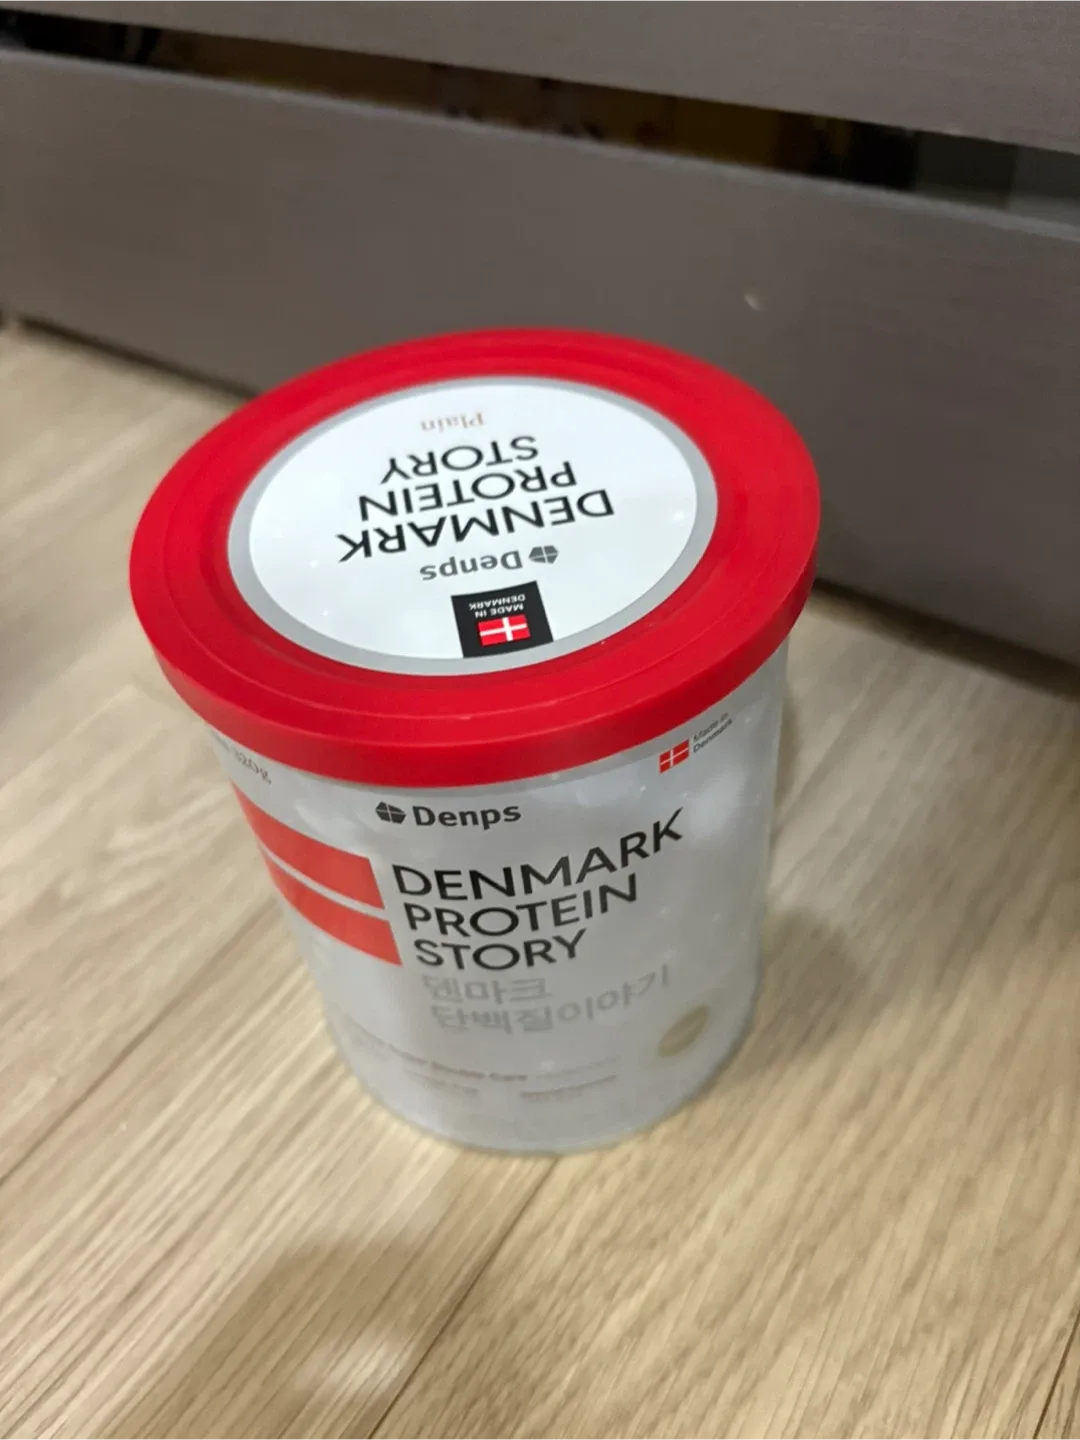 Plain
DENMARK
PROTEIN
STORY
Denps
MADE IN
DENMARK
320g
Denps
Made in
Denmark
DENMARK
PROTEIN
STORY
덴마크
단백질이야기